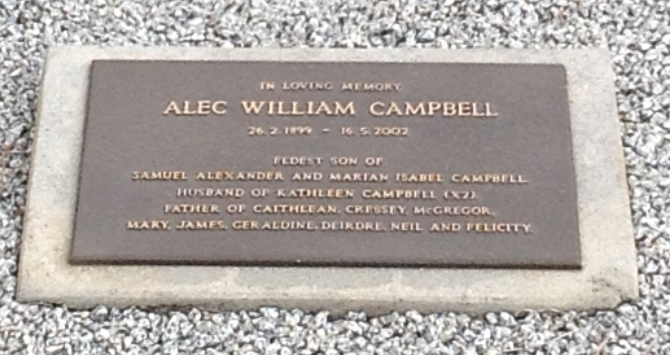 IN LOVING MEMORY
ALEC WILLIAM CAMPBELL
26.2.1899 - 16.5.2002
ELDEST SON OF
SAMUEL ALEXANDER AND MARIAN ISABEL CAMPBELL.
HUSBAND OF KATHLEEN CAMPBELL (X2).
FATHER OF CAITHLEAN, CRESSEY, McGREGOR,
MARY, JAMES, GERALDINE, DEIRDRE, NEIL AND FELICITY.